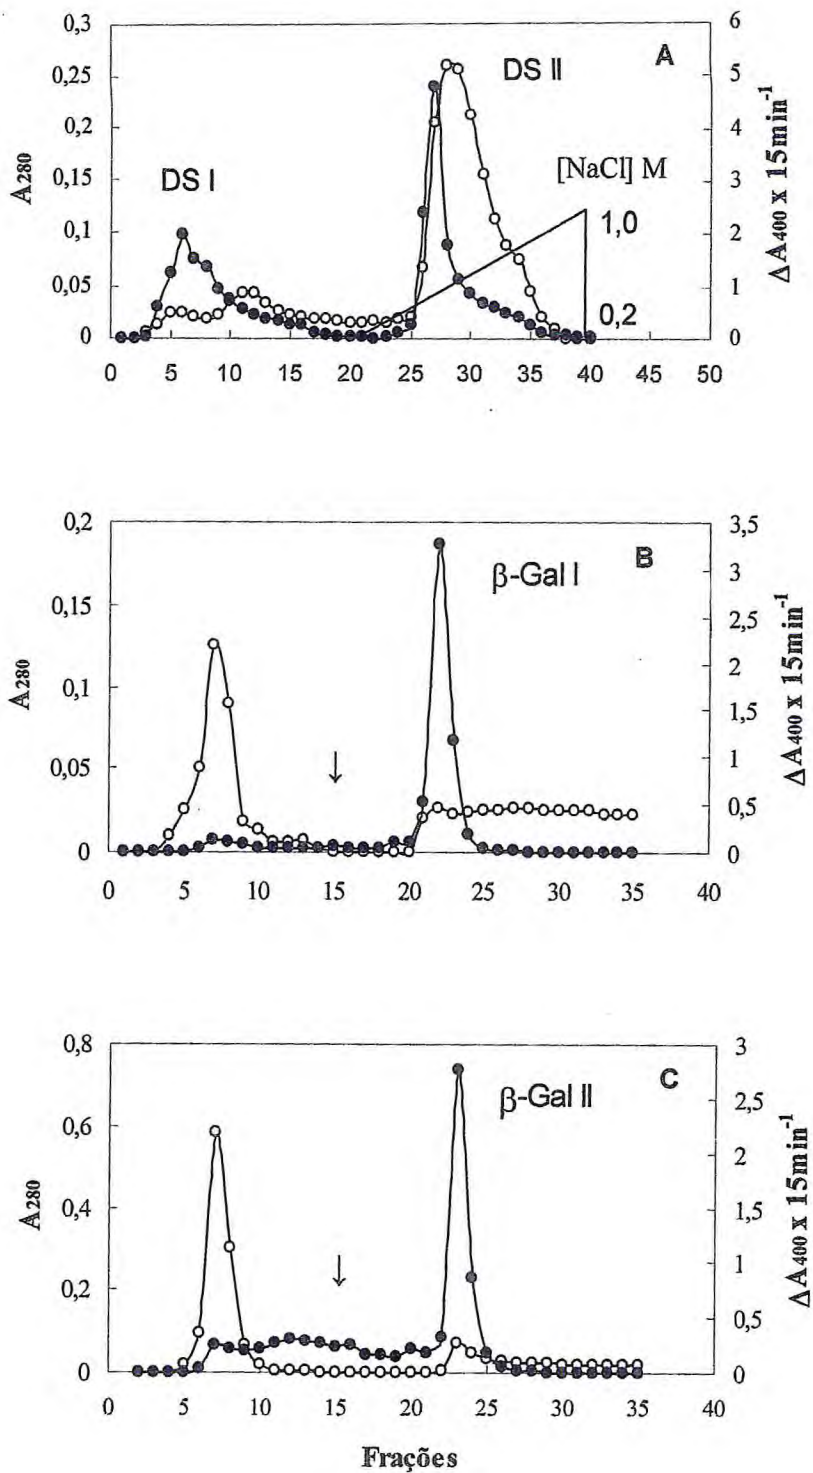 A
DS I
DS II
[NaCl] M
1,0
0,2
0,3
0,25
0,2
0,15
0,1
0,05
0
A280
6
5
4
3
2
1
0
ΔA400 x 15min-1
0 5 10 15 20 25 30 35 40 45 50
B
β-Gal I
↓
0,2
0,15
0,1
0,05
0
A280
3,5
3
2,5
2
1,5
1
0,5
0
ΔA400 x 15min-1
0 5 10 15 20 25 30 35 40
C
β-Gal II
↓
0,8
0,6
0,4
0,2
0
A280
3
2,5
2
1,5
1
0,5
0
ΔA400 x 15min-1
0 5 10 15 20 25 30 35 40
Frações